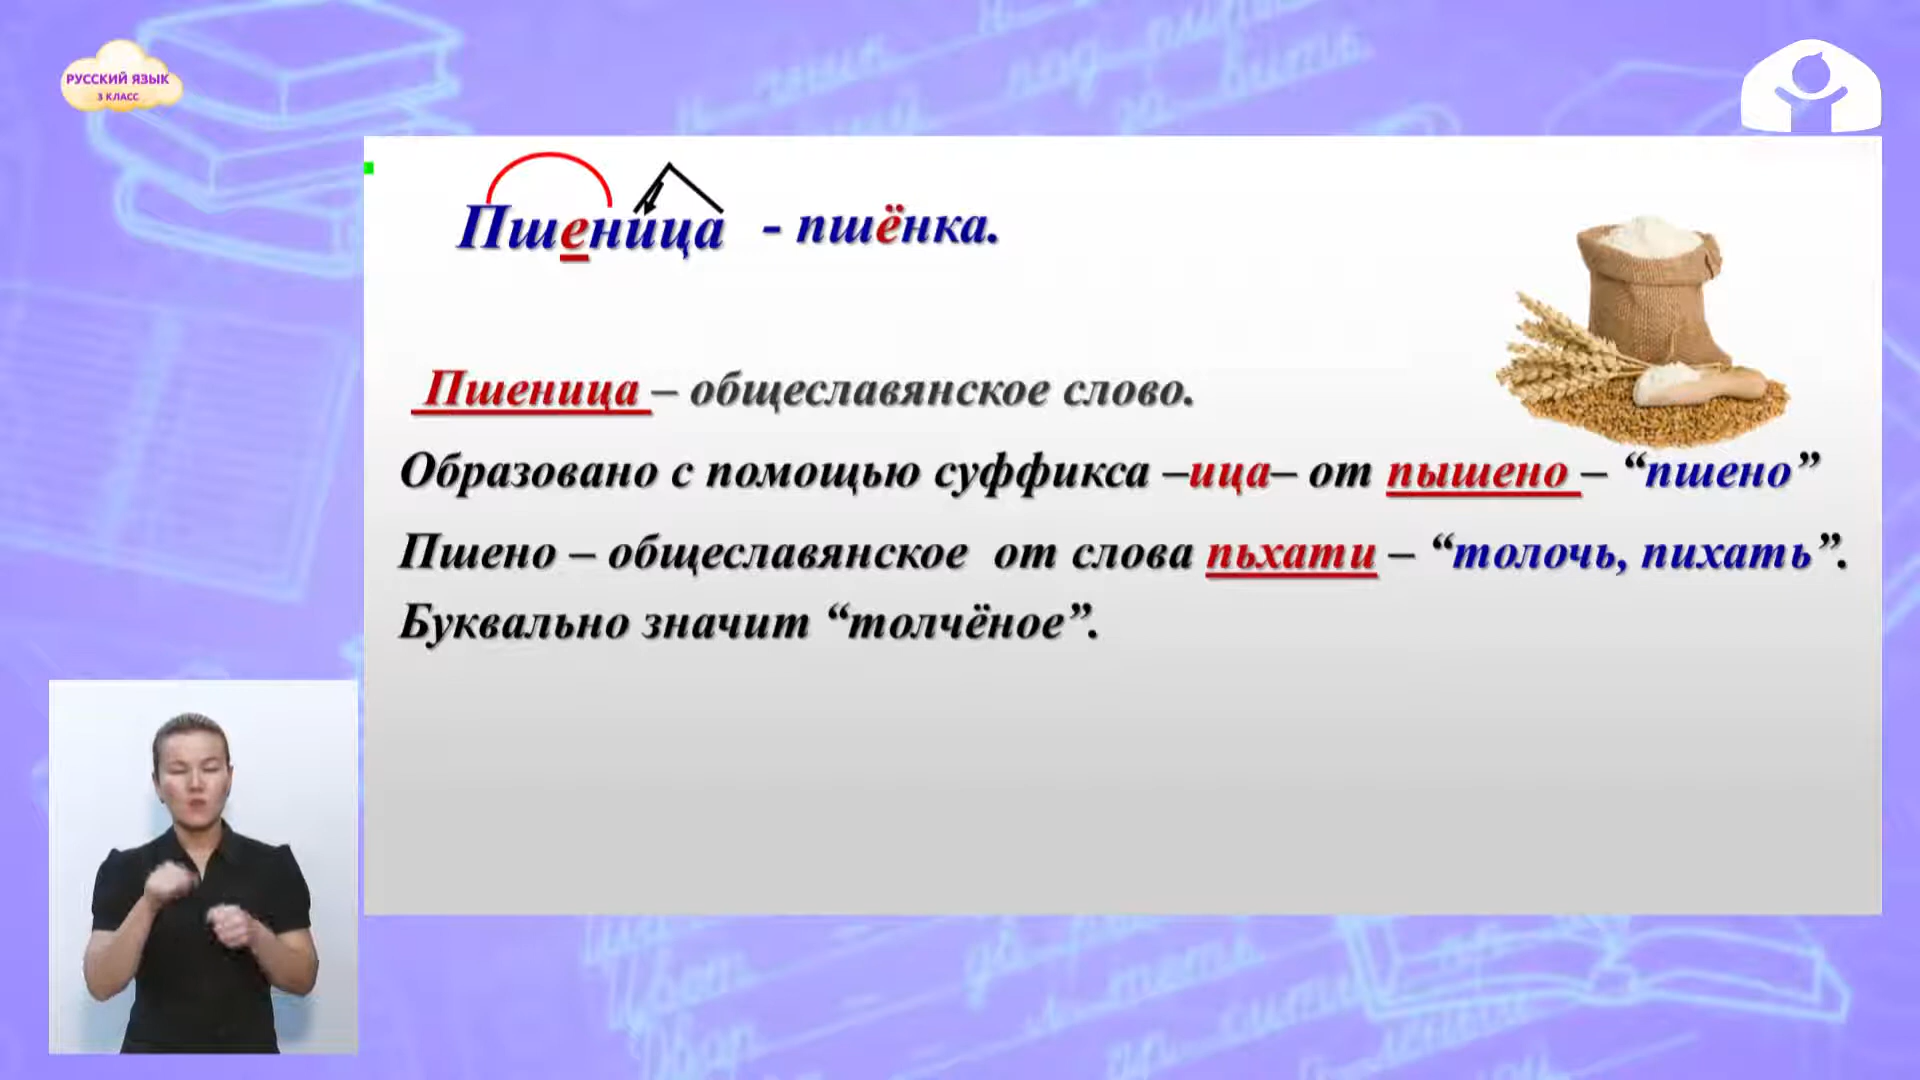 РУССКИЙ ЯЗЫК
3 КЛАСС
Пшеница - пшёнка.
Пшеница – общеславянское слово.
Образовано с помощью суффикса –ица– от пышено – “пшено”
Пшено – общеславянское от слова пьхати – “толочь, пихать”.
Буквально значит “толчёное”.